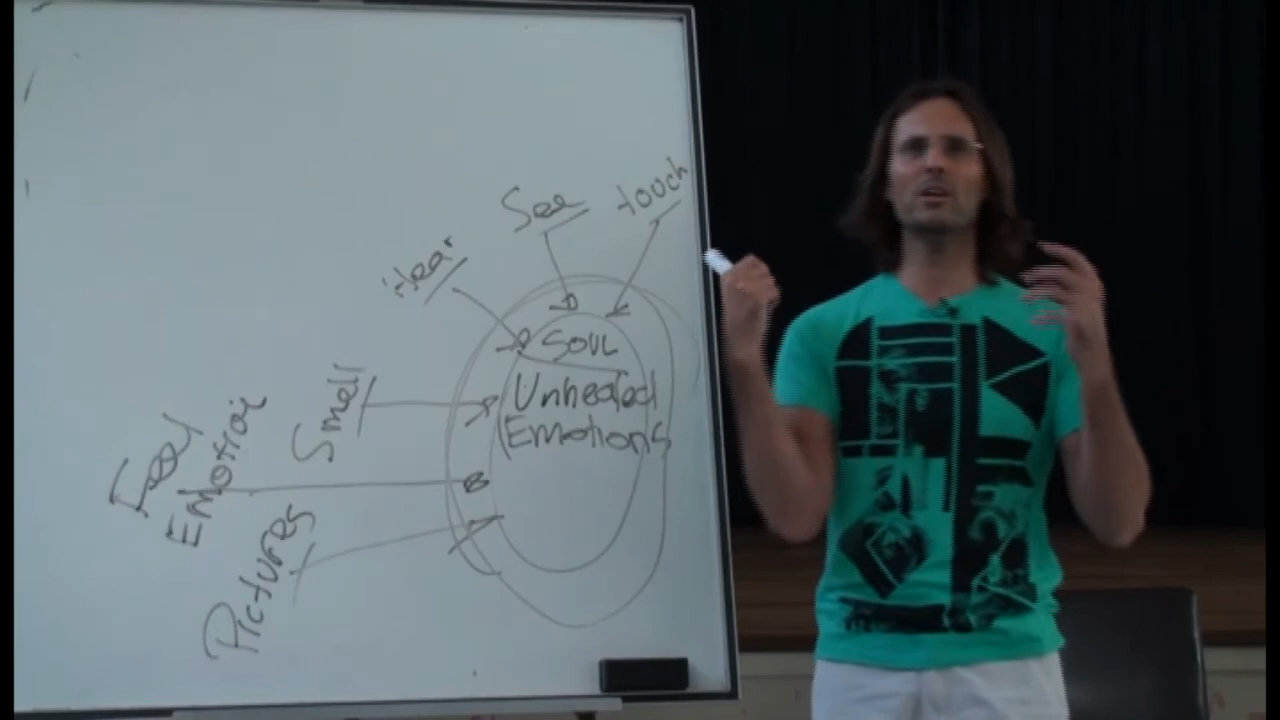 See
touch
Hear
SOUL
Unhealed
Emotions
Smell
Feel
Emotion
Pictures